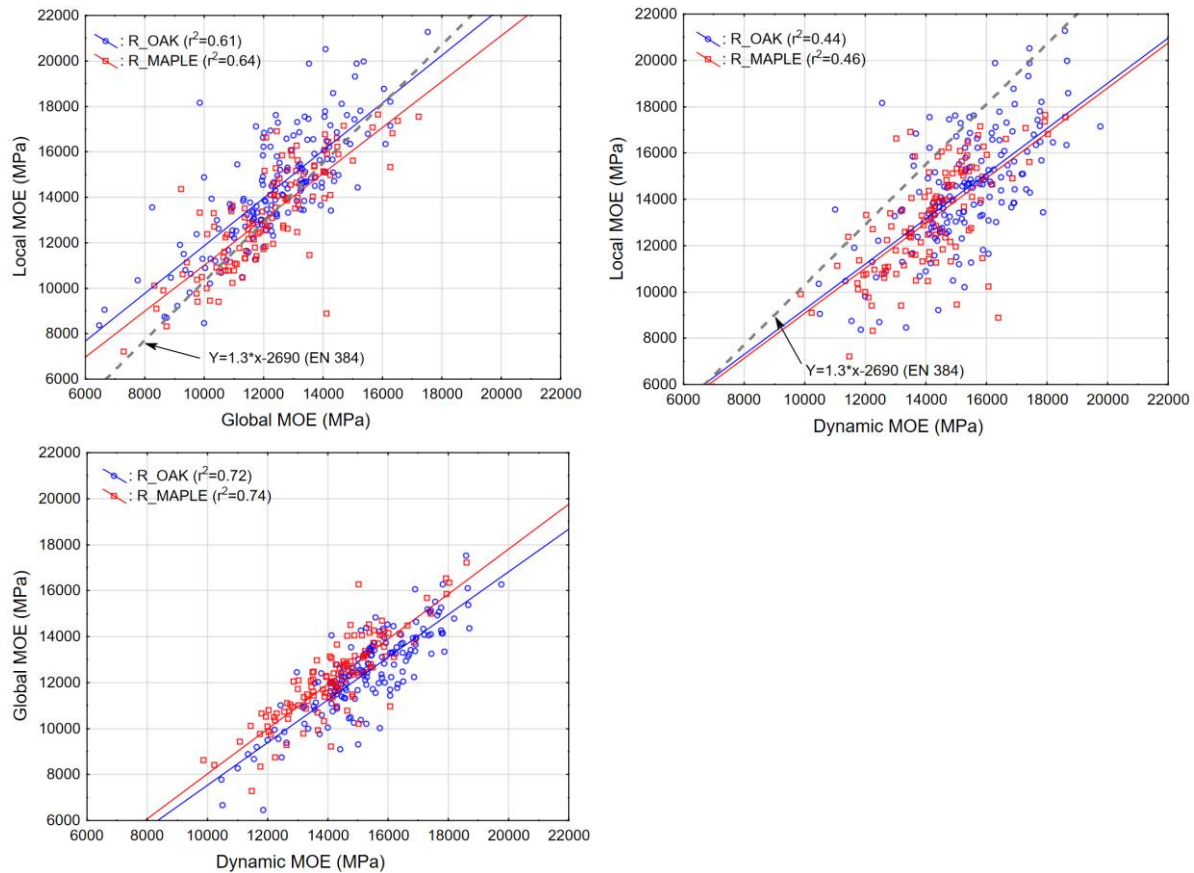 22000
20000
18000
16000
14000
12000
10000
8000
6000
Local MOE (MPa)
: R_OAK (r²=0.61)
: R_MAPLE (r²=0.64)
Y=1.3*x-2690 (EN 384)
6000 8000 10000 12000 14000 16000 18000 20000 22000
Global MOE (MPa)
22000
20000
18000
16000
14000
12000
10000
8000
6000
Local MOE (MPa)
: R_OAK (r²=0.44)
: R_MAPLE (r²=0.46)
Y=1.3*x-2690 (EN 384)
6000 8000 10000 12000 14000 16000 18000 20000 22000
Dynamic MOE (MPa)
22000
20000
18000
16000
14000
12000
10000
8000
6000
Global MOE (MPa)
: R_OAK (r²=0.72)
: R_MAPLE (r²=0.74)
6000 8000 10000 12000 14000 16000 18000 20000 22000
Dynamic MOE (MPa)